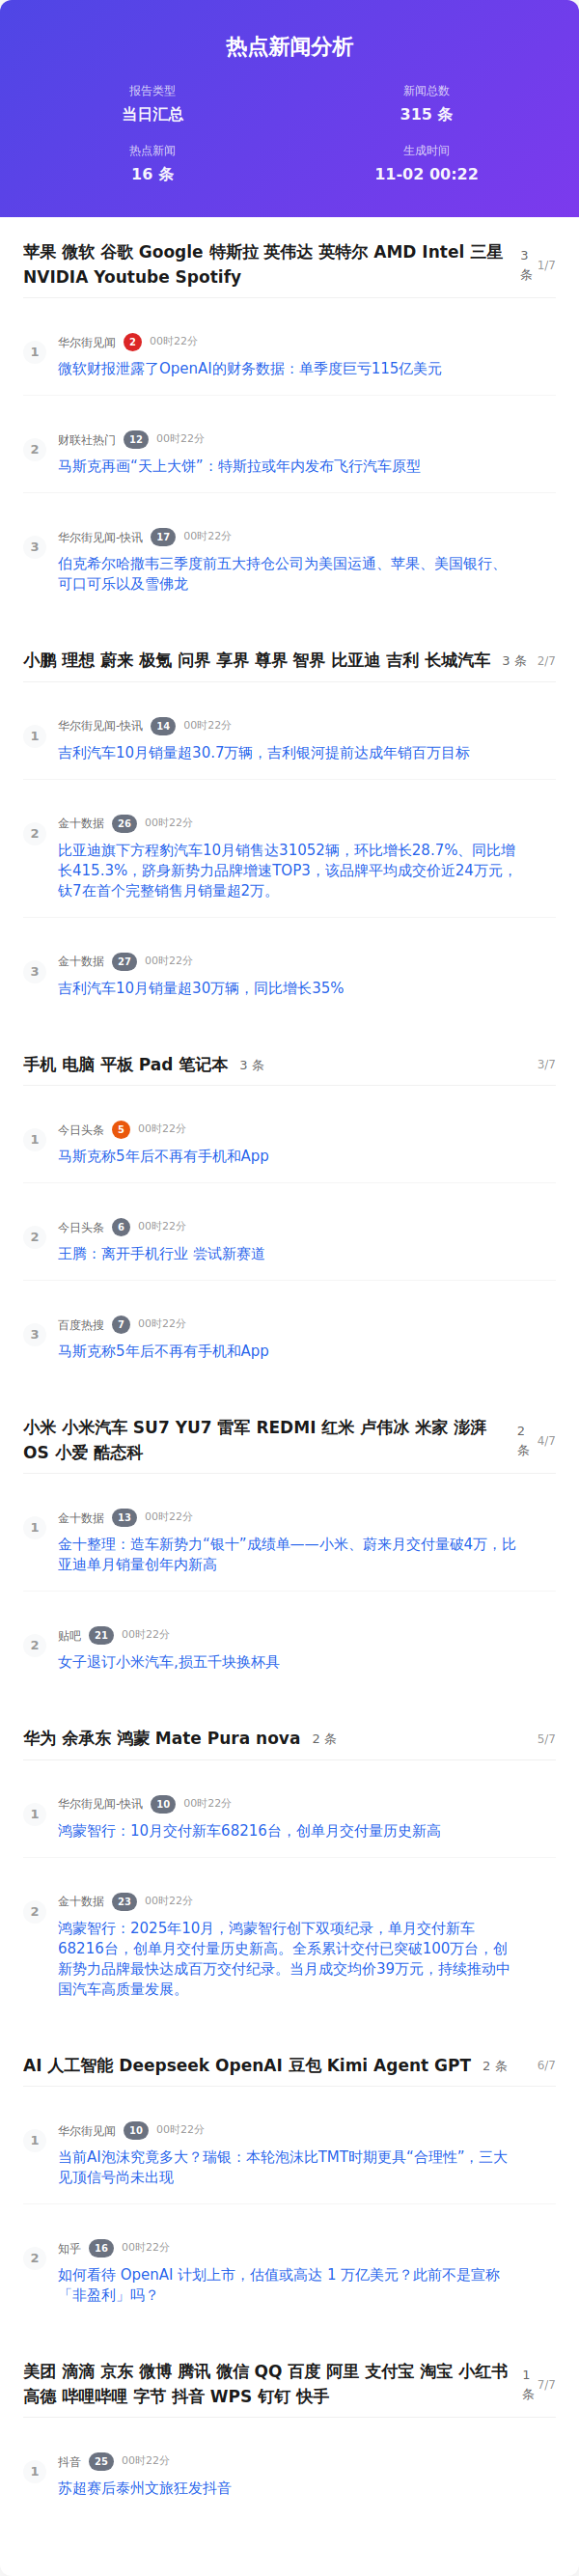 热点新闻分析
报告类型
新闻总数
当日汇总
315 条
热点新闻
生成时间
16 条
11-02 00:22
苹果 微软 谷歌 Google 特斯拉 英伟达 英特尔 AMD Intel 三星
NVIDIA Youtube Spotify
3
条
1/7
1
华尔街见闻 2 00时22分
微软财报泄露了OpenAI的财务数据：单季度巨亏115亿美元
2
财联社热门 12 00时22分
马斯克再画“天上大饼”：特斯拉或年内发布飞行汽车原型
3
华尔街见闻-快讯 17 00时22分
伯克希尔哈撒韦三季度前五大持仓公司为美国运通、苹果、美国银行、
可口可乐以及雪佛龙
小鹏 理想 蔚来 极氪 问界 享界 尊界 智界 比亚迪 吉利 长城汽车 3 条 2/7
1
华尔街见闻-快讯 14 00时22分
吉利汽车10月销量超30.7万辆，吉利银河提前达成年销百万目标
2
金十数据 26 00时22分
比亚迪旗下方程豹汽车10月销售达31052辆，环比增长28.7%、同比增
长415.3%，跻身新势力品牌增速TOP3，该品牌平均成交价近24万元，
钛7在首个完整销售月销量超2万。
3
金十数据 27 00时22分
吉利汽车10月销量超30万辆，同比增长35%
手机 电脑 平板 Pad 笔记本 3 条 3/7
1
今日头条 5 00时22分
马斯克称5年后不再有手机和App
2
今日头条 6 00时22分
王腾：离开手机行业 尝试新赛道
3
百度热搜 7 00时22分
马斯克称5年后不再有手机和App
小米 小米汽车 SU7 YU7 雷军 REDMI 红米 卢伟冰 米家 澎湃
OS 小爱 酷态科
2
条
4/7
1
金十数据 13 00时22分
金十整理：造车新势力“银十”成绩单——小米、蔚来月交付量破4万，比
亚迪单月销量创年内新高
2
贴吧 21 00时22分
女子退订小米汽车,损五千块换杯具
华为 余承东 鸿蒙 Mate Pura nova 2 条 5/7
1
华尔街见闻-快讯 10 00时22分
鸿蒙智行：10月交付新车68216台，创单月交付量历史新高
2
金十数据 23 00时22分
鸿蒙智行：2025年10月，鸿蒙智行创下双项纪录，单月交付新车
68216台，创单月交付量历史新高。全系累计交付已突破100万台，创
新势力品牌最快达成百万交付纪录。当月成交均价39万元，持续推动中
国汽车高质量发展。
AI 人工智能 Deepseek OpenAI 豆包 Kimi Agent GPT 2 条 6/7
1
华尔街见闻 10 00时22分
当前AI泡沫究竟多大？瑞银：本轮泡沫比TMT时期更具“合理性”，三大
见顶信号尚未出现
2
知乎 16 00时22分
如何看待 OpenAI 计划上市，估值或高达 1 万亿美元？此前不是宣称
「非盈利」吗？
美团 滴滴 京东 微博 腾讯 微信 QQ 百度 阿里 支付宝 淘宝 小红书
高德 哔哩哔哩 字节 抖音 WPS 钉钉 快手
1
条
7/7
1
抖音 25 00时22分
苏超赛后泰州文旅狂发抖音